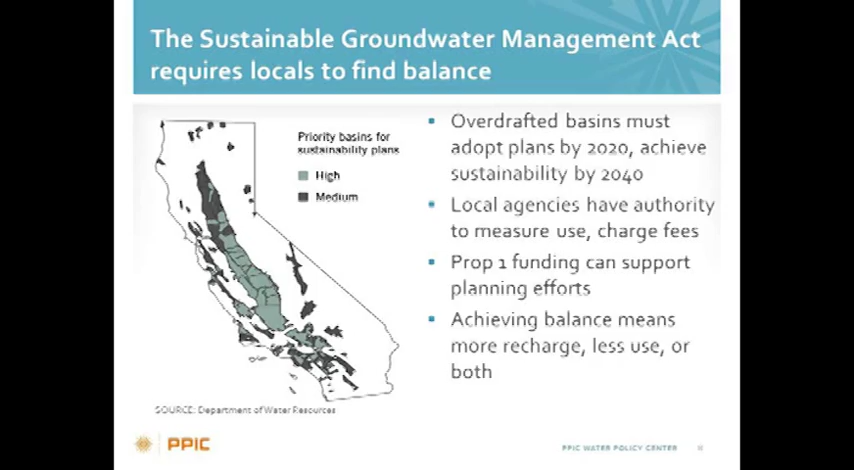 The Sustainable Groundwater Management Act
requires locals to find balance
Priority basins for
sustainability plans
High
Medium
SOURCE: Department of Water Resources
▪ Overdrafted basins must
adopt plans by 2020, achieve
sustainability by 2040
▪ Local agencies have authority
to measure use, charge fees
▪ Prop 1 funding can support
planning efforts
▪ Achieving balance means
more recharge, less use, or
both
PPIC
PPIC WATER POLICY CENTER